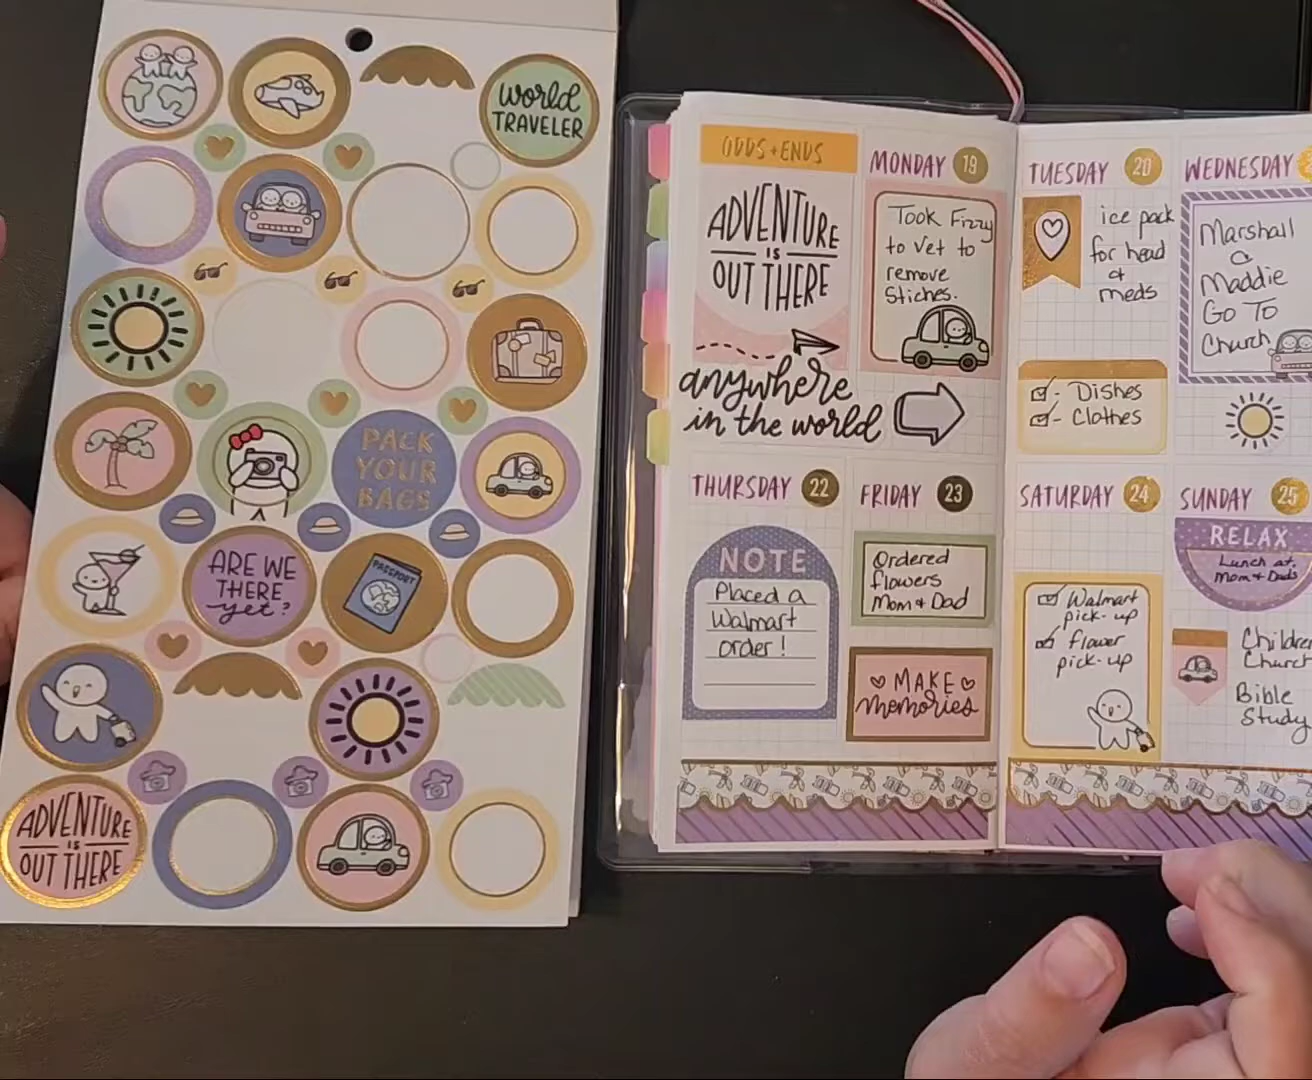 World
TRAVELER
PACK
YOUR
BAGS
ARE WE
THERE
yet?
PASSPORT
ADVENTURE
IS
OUT THERE
ODDS + ENDS
ADVENTURE
IS
OUT THERE
anywhere
in the world
MONDAY 19
Took Fizzy
to vet to
remove
Stiches.
TUESDAY 20
ice pack
for head
&
meds
Dishes
Clothes
WEDNESDAY
Marshall
&
Maddie
Go To
Church
THURSDAY 22
NOTE
Placed a
Walmart
order!
FRIDAY 23
Ordered
flowers
Mom & Dad
MAKE
memories
SATURDAY 24
Walmart
pick-up
flower
pick-up
SUNDAY 25
RELAX
Lunch at
Mom & Dads
Children
Church
Bible
Study